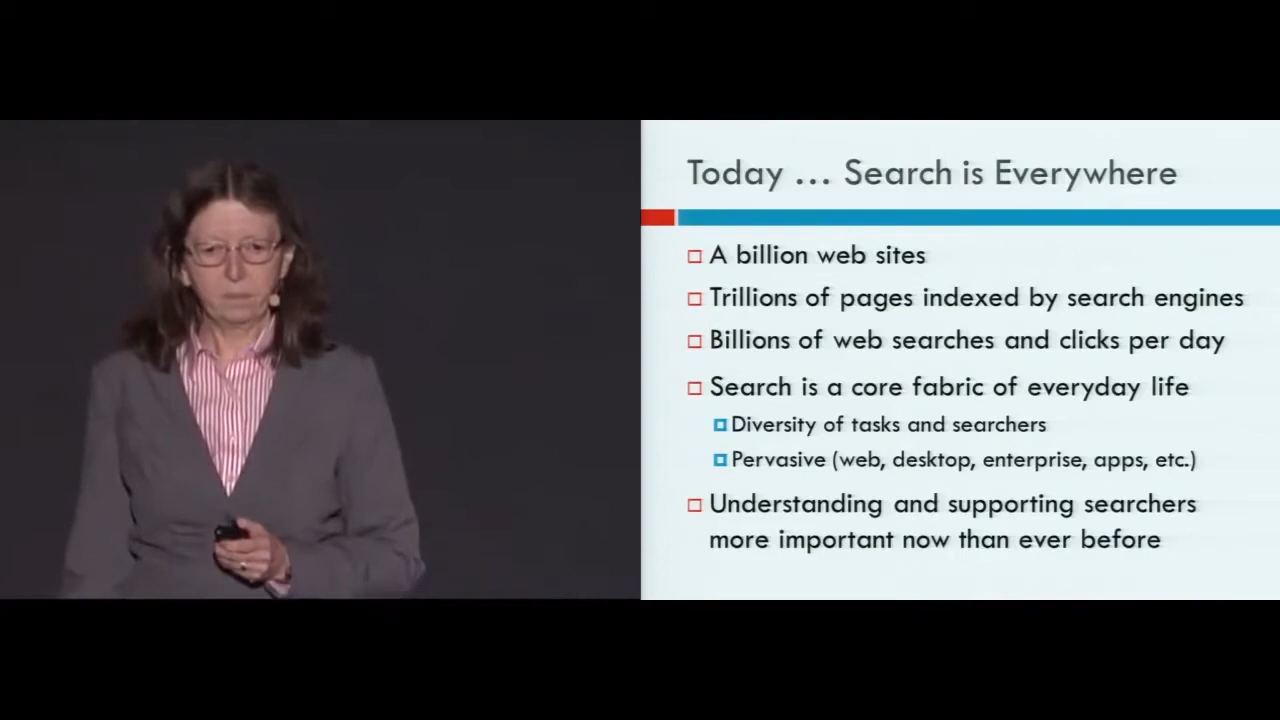 Today … Search is Everywhere
A billion web sites
Trillions of pages indexed by search engines
Billions of web searches and clicks per day
Search is a core fabric of everyday life
Diversity of tasks and searchers
Pervasive (web, desktop, enterprise, apps, etc.)
Understanding and supporting searchers
more important now than ever before